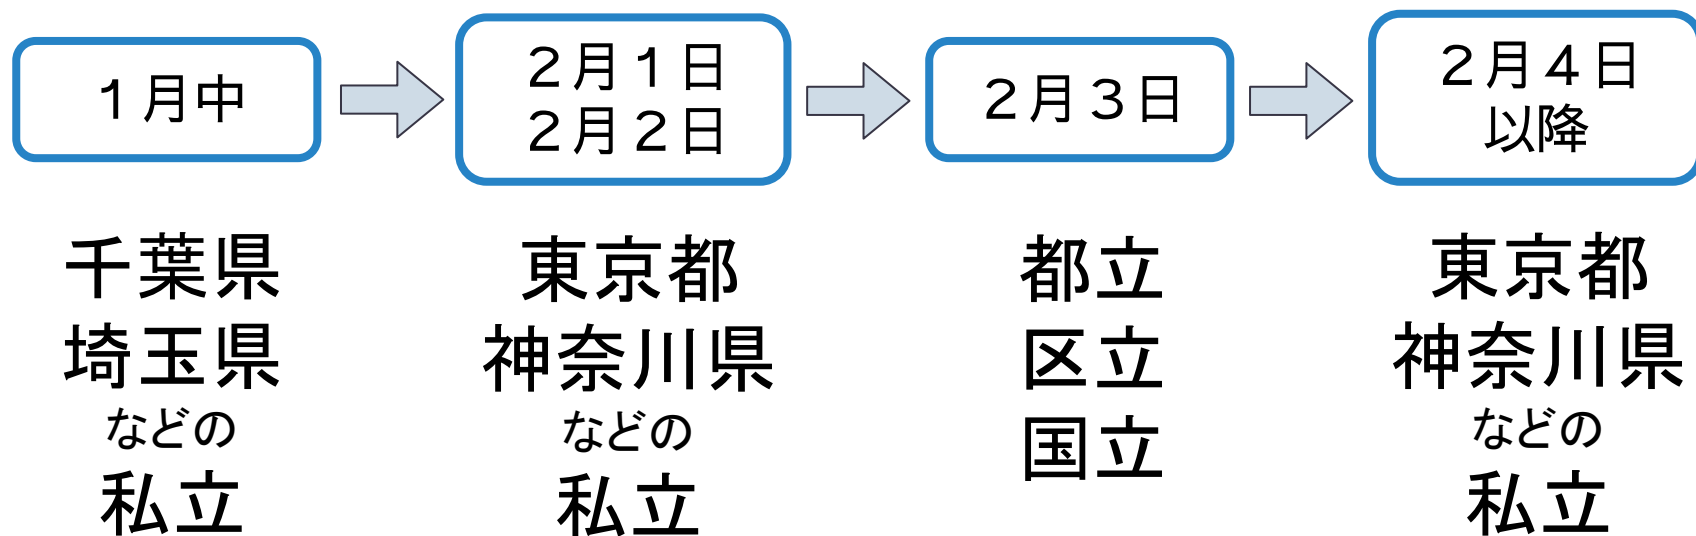 １月中
２月１日
２月２日
２月３日
２月４日
以降
千葉県
埼玉県
などの
私立
東京都
神奈川県
などの
私立
都立
区立
国立
東京都
神奈川県
などの
私立